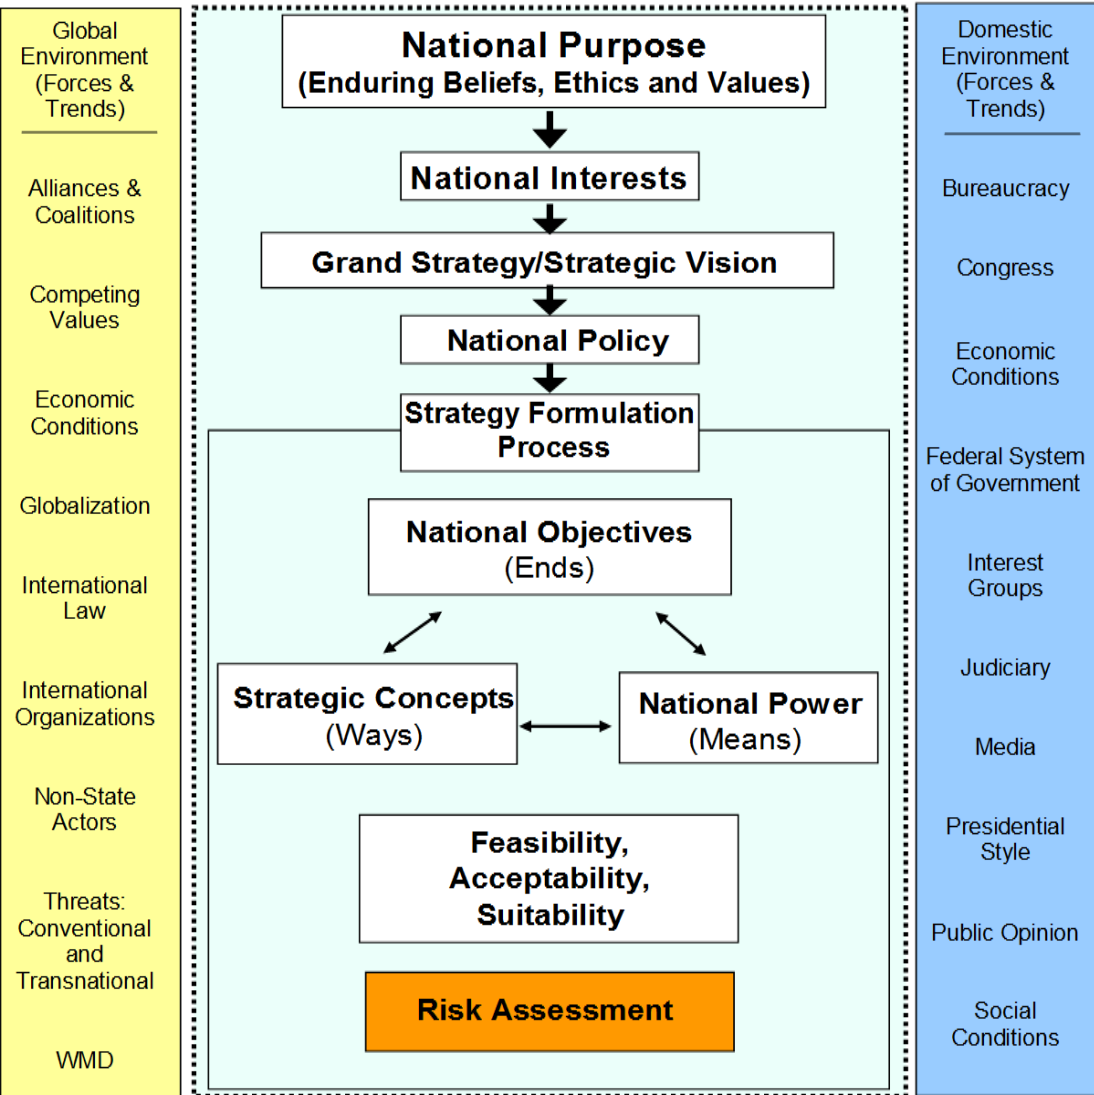 Global
Environment
(Forces &
Trends)
Alliances &
Coalitions
Competing
Values
Economic
Conditions
Globalization
International
Law
International
Organizations
Non-State
Actors
Threats:
Conventional
and
Transnational
WMD
National Purpose
(Enduring Beliefs, Ethics and Values)
National Interests
Grand Strategy/Strategic Vision
National Policy
Strategy Formulation
Process
National Objectives
(Ends)
Strategic Concepts
(Ways)
National Power
(Means)
Feasibility,
Acceptability,
Suitability
Risk Assessment
Domestic
Environment
(Forces &
Trends)
Bureaucracy
Congress
Economic
Conditions
Federal System
of Government
Interest
Groups
Judiciary
Media
Presidential
Style
Public Opinion
Social
Conditions